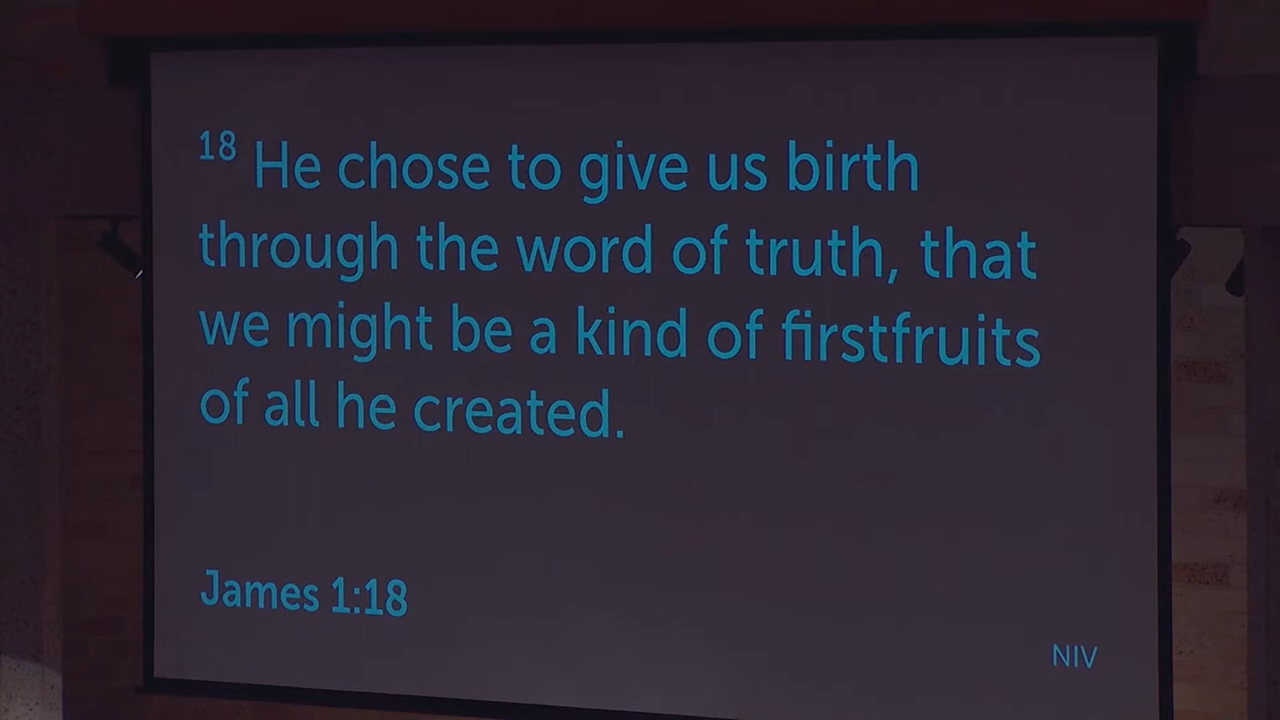 18 He chose to give us birth
through the word of truth, that
we might be a kind of firstfruits
of all he created.
James 1:18
NIV